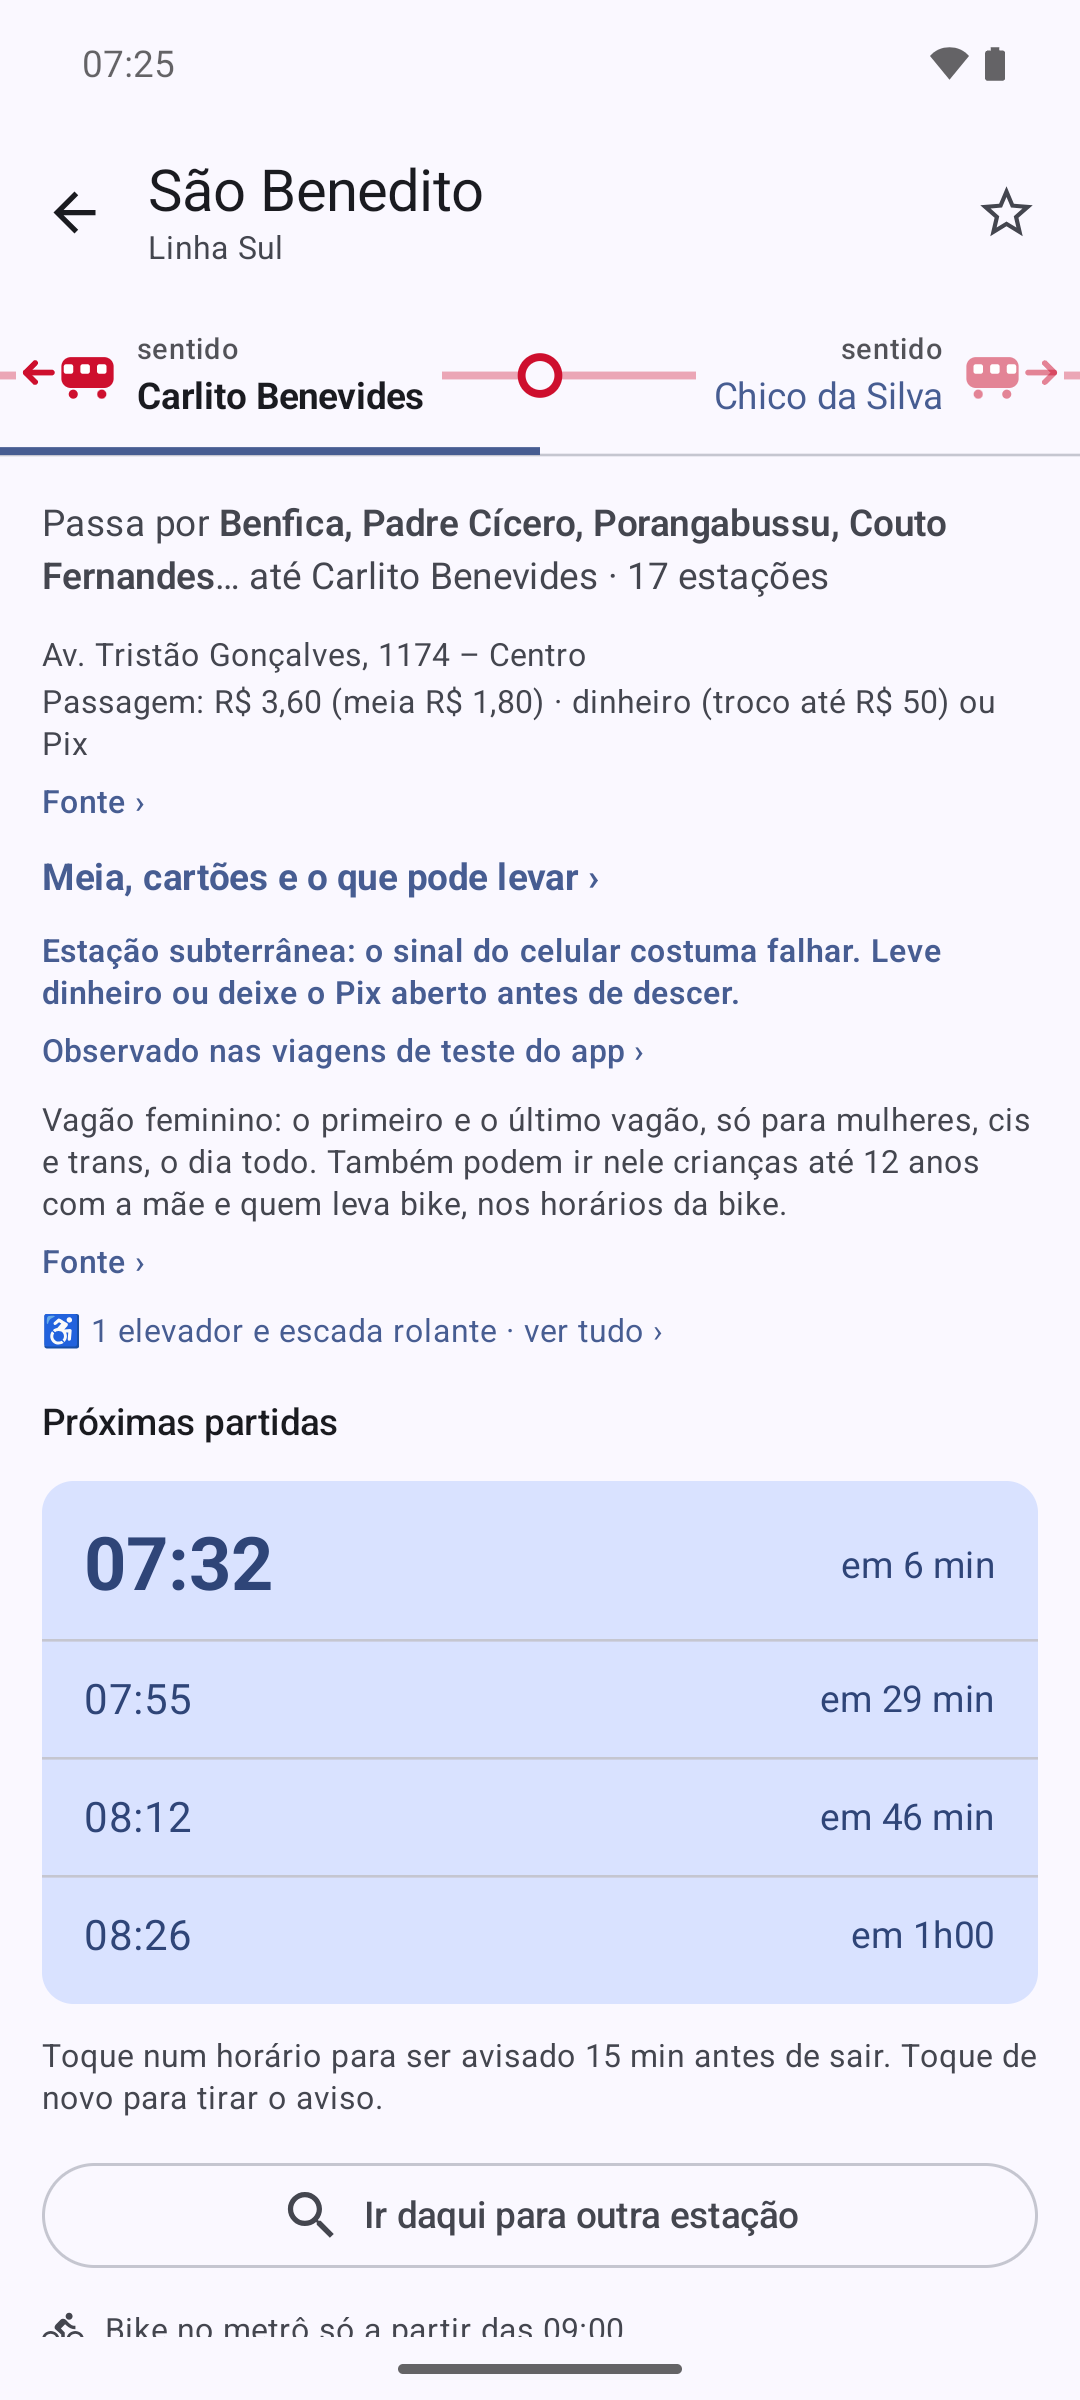 07:25
São Benedito
Linha Sul
sentido
Carlito Benevides
sentido
Chico da Silva
Passa por Benfica, Padre Cícero, Porangabussu, Couto
Fernandes… até Carlito Benevides · 17 estações
Av. Tristão Gonçalves, 1174 – Centro
Passagem: R$ 3,60 (meia R$ 1,80) · dinheiro (troco até R$ 50) ou
Pix
Fonte ›
Meia, cartões e o que pode levar ›
Estação subterrânea: o sinal do celular costuma falhar. Leve
dinheiro ou deixe o Pix aberto antes de descer.
Observado nas viagens de teste do app ›
Vagão feminino: o primeiro e o último vagão, só para mulheres, cis
e trans, o dia todo. Também podem ir nele crianças até 12 anos
com a mãe e quem leva bike, nos horários da bike.
Fonte ›
♿ 1 elevador e escada rolante · ver tudo ›
Próximas partidas
07:32 em 6 min
07:55 em 29 min
08:12 em 46 min
08:26 em 1h00
Toque num horário para ser avisado 15 min antes de sair. Toque de
novo para tirar o aviso.
Ir daqui para outra estação
Bike no metrô só a partir das 09:00